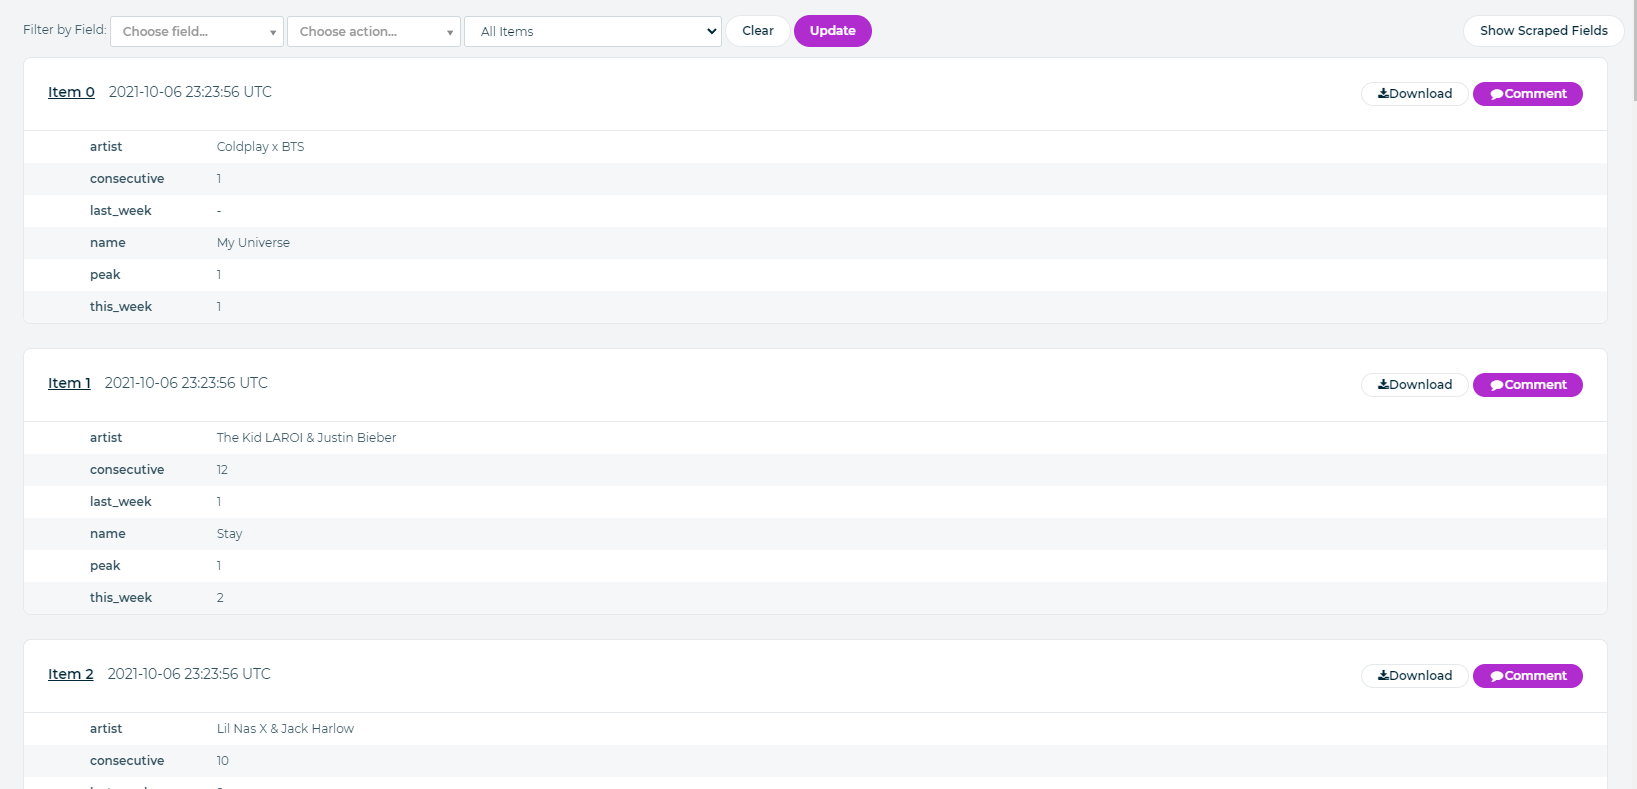 Filter by Field: Choose field... Choose action... All Items Clear Update Show Scraped Fields
Item 0 2021-10-06 23:23:56 UTC Download Comment
artist Coldplay x BTS
consecutive 1
last_week -
name My Universe
peak 1
this_week 1
Item 1 2021-10-06 23:23:56 UTC Download Comment
artist The Kid LAROI & Justin Bieber
consecutive 12
last_week 1
name Stay
peak 1
this_week 2
Item 2 2021-10-06 23:23:56 UTC Download Comment
artist Lil Nas X & Jack Harlow
consecutive 10